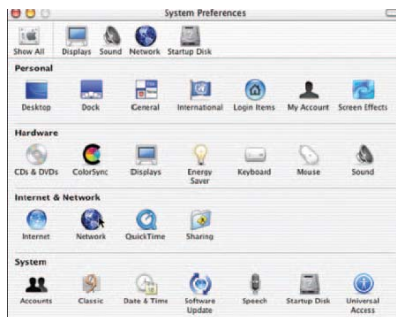 System Preferences
Show All Displays Sound Network Startup Disk
Personal
Desktop Dock General International Login Items My Account Screen Effects
Hardware
CDs & DVDs ColorSync Displays Energy Saver Keyboard Mouse Sound
Internet & Network
Internet Network QuickTime Sharing
System
Accounts Classic Date & Time Software Update Speech Startup Disk Universal Access